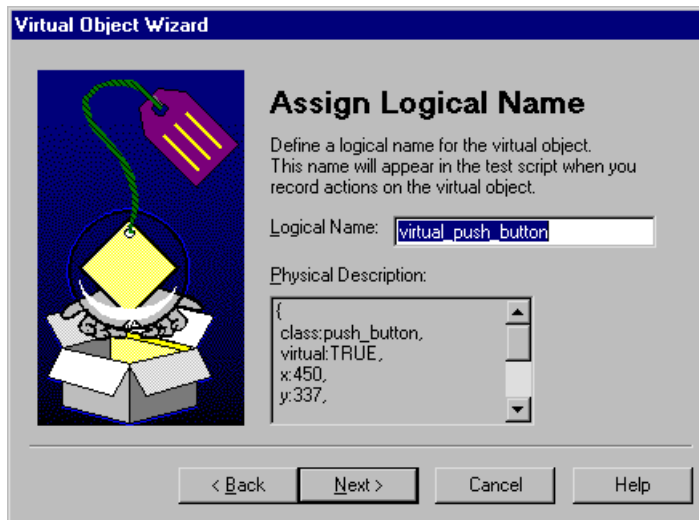 Virtual Object Wizard
Assign Logical Name
Define a logical name for the virtual object.
This name will appear in the test script when you
record actions on the virtual object.
Logical Name: virtual_push_button
Physical Description:
{
class:push_button,
virtual:TRUE,
x:450,
y:337,
< Back Next > Cancel Help